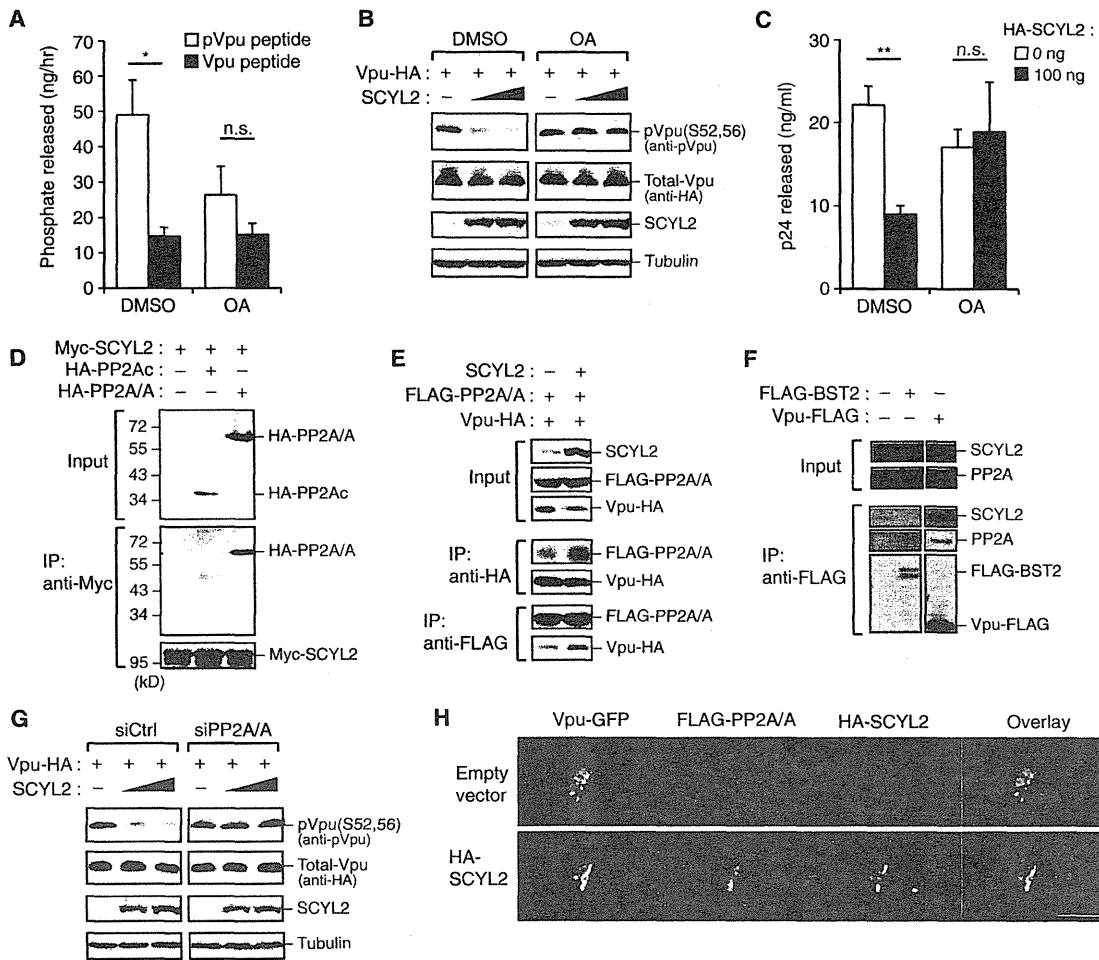 A
Phosphate released (ng/hr)
70
60
50
40
30
20
10
0
pVpu peptide
Vpu peptide
*
n.s.
DMSO
OA
B
DMSO
OA
Vpu-HA : + + + + + +
SCYL2 : – –
pVpu(S52,56)
(anti-pVpu)
Total-Vpu
(anti-HA)
SCYL2
Tubulin
C
HA-SCYL2 :
0 ng
100 ng
p24 released (ng/ml)
30
20
10
0
**
n.s.
DMSO
OA
D
Myc-SCYL2 : + + +
HA-PP2Ac : – + –
HA-PP2A/A : – – +
Input
72
55
43
34
HA-PP2A/A
HA-PP2Ac
IP:
anti-Myc
72
55
43
34
HA-PP2A/A
95
(kD)
Myc-SCYL2
E
SCYL2 : – +
FLAG-PP2A/A : + +
Vpu-HA : + +
Input
SCYL2
FLAG-PP2A/A
Vpu-HA
IP:
anti-HA
FLAG-PP2A/A
Vpu-HA
IP:
anti-FLAG
FLAG-PP2A/A
Vpu-HA
F
FLAG-BST2 : – + –
Vpu-FLAG : – – +
Input
SCYL2
PP2A
IP:
anti-FLAG
SCYL2
PP2A
FLAG-BST2
Vpu-FLAG
G
siCtrl
siPP2A/A
Vpu-HA : + + + + + +
SCYL2 : – –
pVpu(S52,56)
(anti-pVpu)
Total-Vpu
(anti-HA)
SCYL2
Tubulin
H
Vpu-GFP
FLAG-PP2A/A
HA-SCYL2
Overlay
Empty
vector
HA-
SCYL2